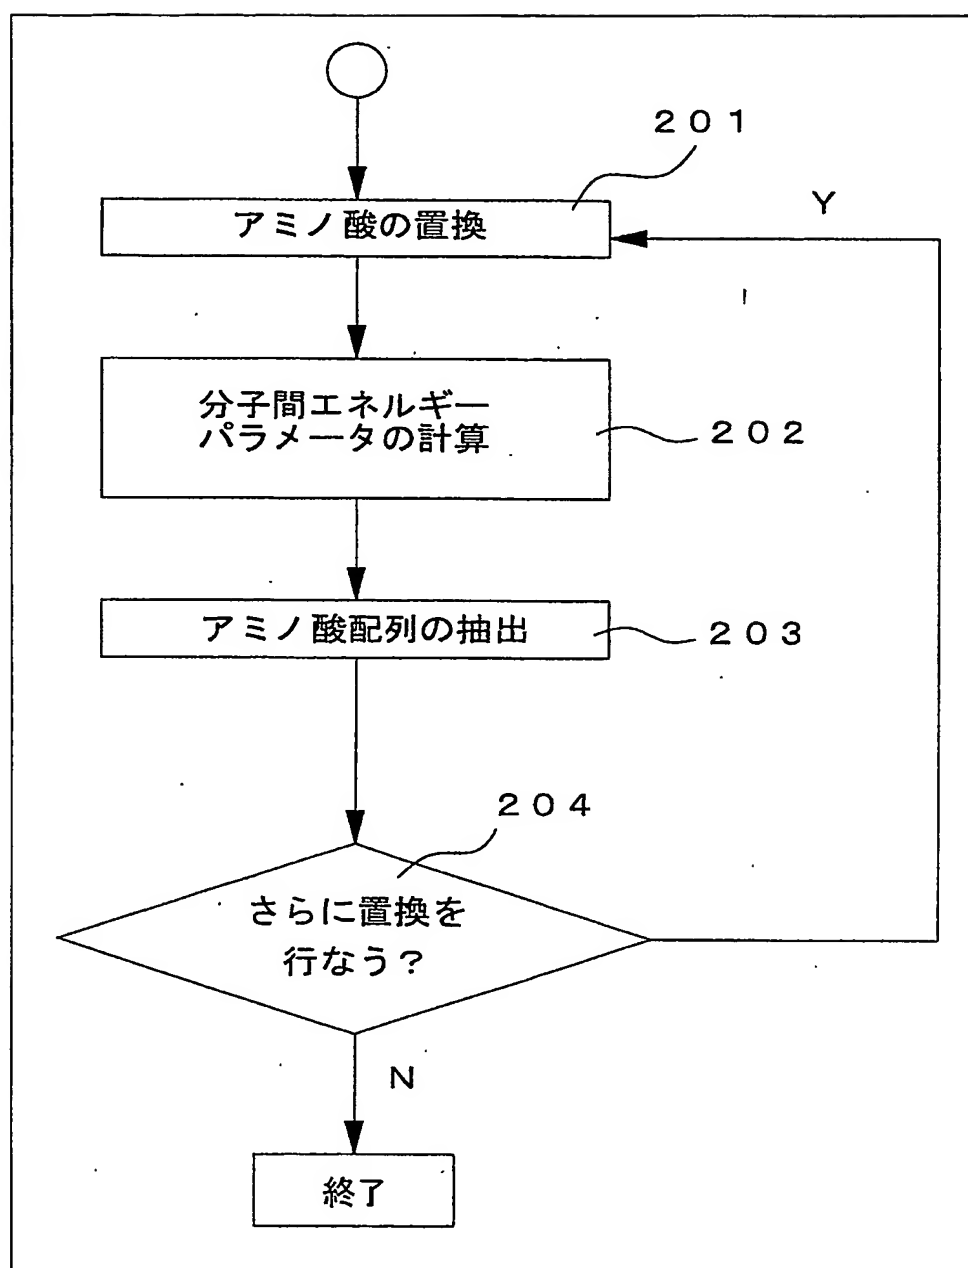 201
アミノ酸の置換
Y
分子間エネルギー
パラメータの計算
202
アミノ酸配列の抽出
203
204
さらに置換を
行なう?
N
終了